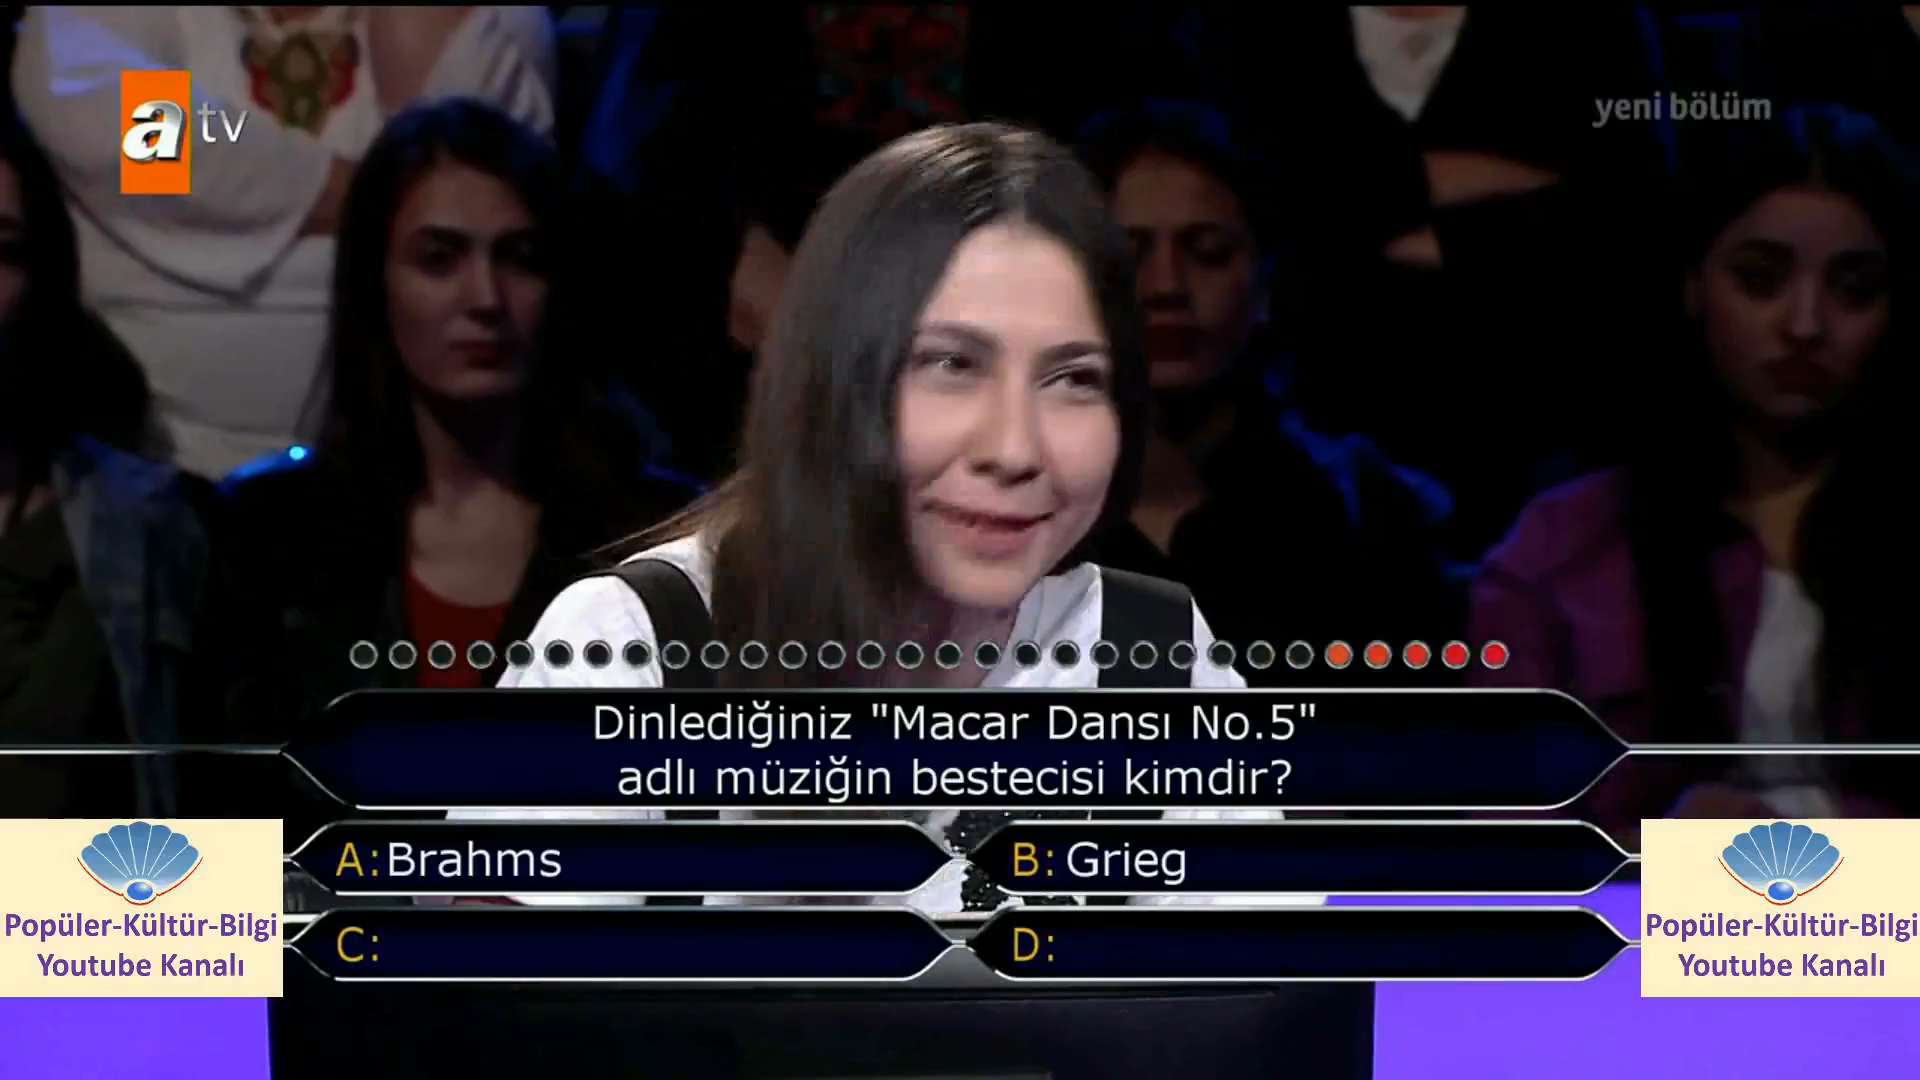 a tv
yeni bölüm
Dinlediğiniz "Macar Dansı No.5"
adlı müziğin bestecisi kimdir?
A: Brahms
B: Grieg
C:
D:
Popüler-Kültür-Bilgi
Youtube Kanalı
Popüler-Kültür-Bilgi
Youtube Kanalı